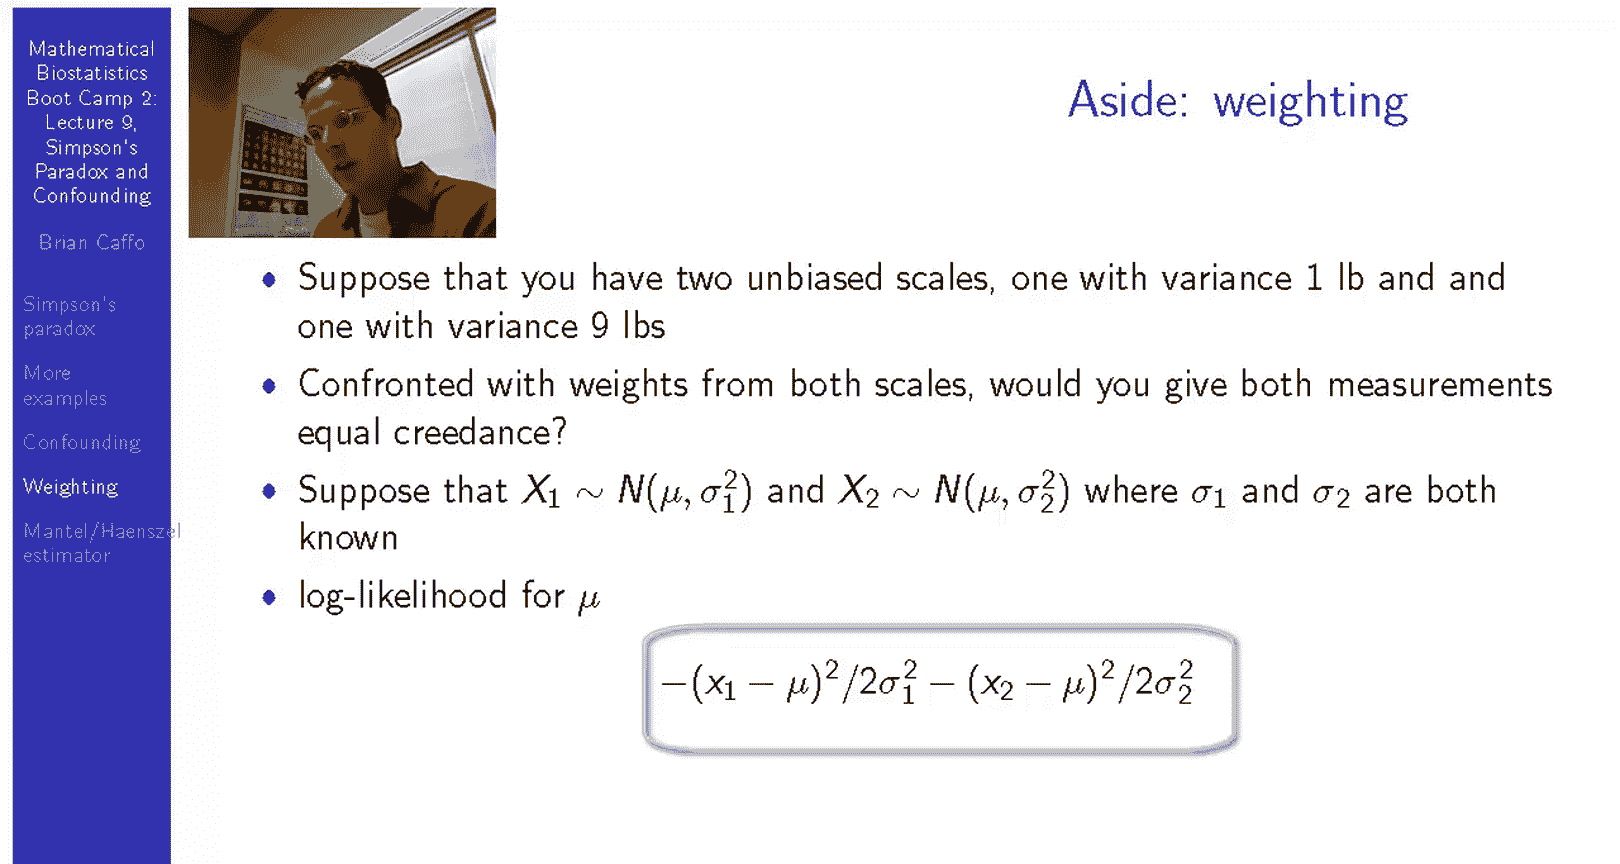 Mathematical
Biostatistics
Boot Camp 2:
Lecture 9,
Simpson's
Paradox and
Confounding
Brian Caffo
Simpson's
paradox
More
examples
Confounding
Weighting
Mantel/Haenszel
estimator
Aside: weighting
• Suppose that you have two unbiased scales, one with variance 1 lb and and
one with variance 9 lbs
• Confronted with weights from both scales, would you give both measurements
equal creedance?
• Suppose that X₁ ∼ N(μ, σ₁²) and X₂ ∼ N(μ, σ₂²) where σ₁ and σ₂ are both
known
• log-likelihood for μ
−(x₁ − μ)²/2σ₁² − (x₂ − μ)²/2σ₂²